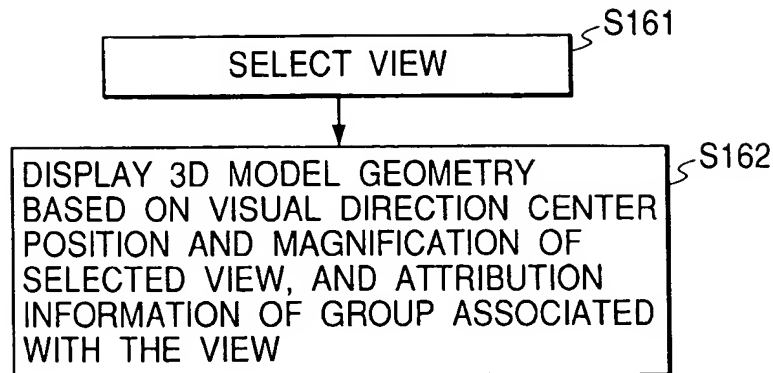 S161
SELECT VIEW
S162
DISPLAY 3D MODEL GEOMETRY
BASED ON VISUAL DIRECTION CENTER
POSITION AND MAGNIFICATION OF
SELECTED VIEW, AND ATTRIBUTION
INFORMATION OF GROUP ASSOCIATED
WITH THE VIEW